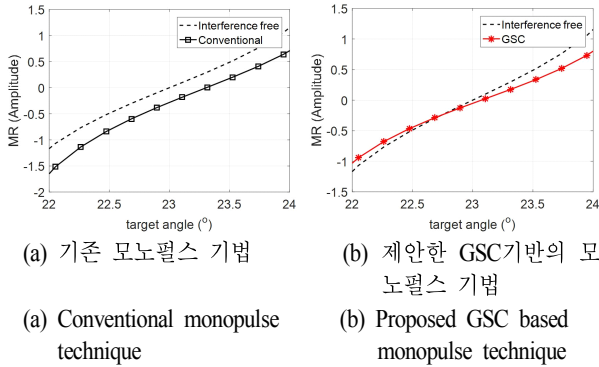 1.5
1
0.5
0
-0.5
-1
-1.5
-2
MR (Amplitude)
Interference free
Conventional
22
22.5
23
23.5
24
target angle (°)
1.5
1
0.5
0
-0.5
-1
-1.5
MR (Amplitude)
Interference free
GSC
22
22.5
23
23.5
24
target angle (°)
(a) 기존 모노펄스 기법
(b) 제안한 GSC기반의 모
노펄스 기법
(a) Conventional monopulse
technique
(b) Proposed GSC based
monopulse technique